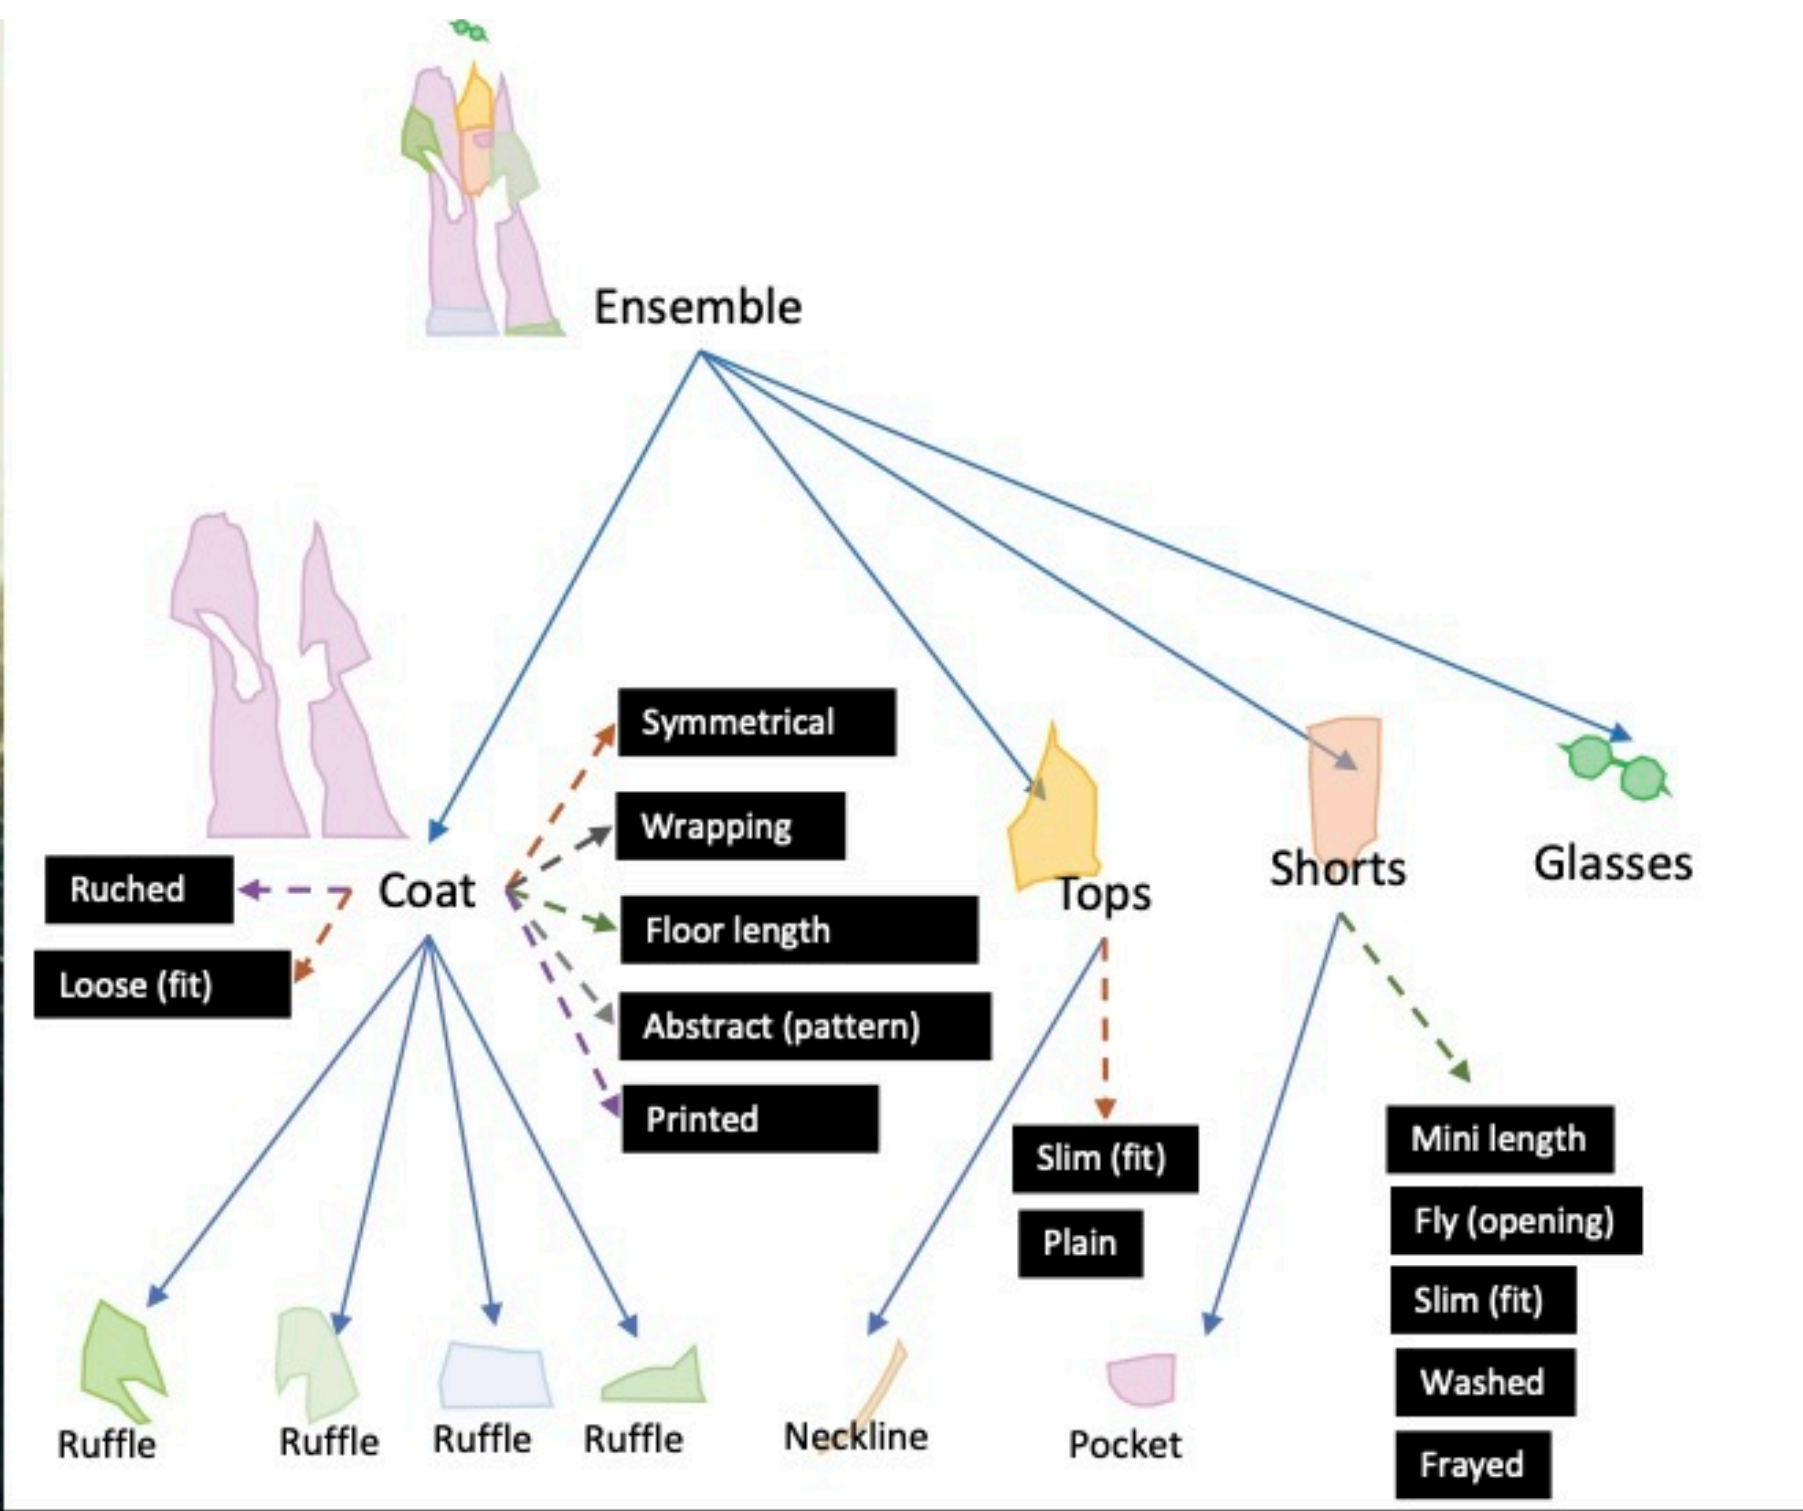 Ensemble
Symmetrical
Wrapping
Ruched
Coat
Floor length
Loose (fit)
Abstract (pattern)
Printed
Tops
Shorts
Glasses
Slim (fit)
Plain
Mini length
Fly (opening)
Slim (fit)
Washed
Frayed
Ruffle
Ruffle
Ruffle
Ruffle
Neckline
Pocket